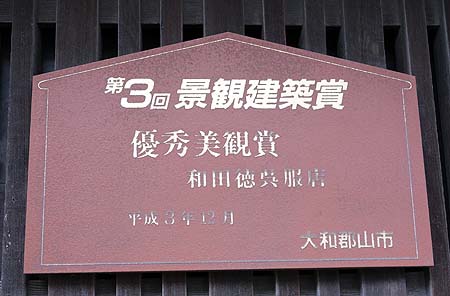 第3回 景観建築賞
優秀美観賞
和田徳呉服店
平成3年12月
大和郡山市